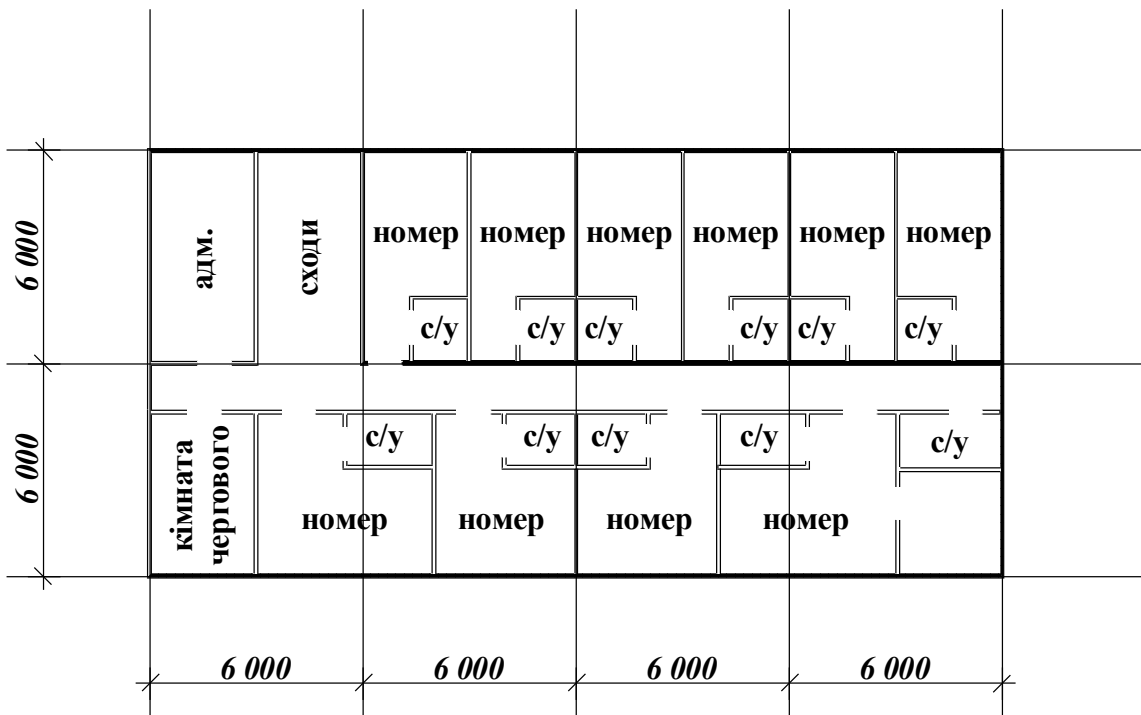 6 000
адм.
сходи
номер
номер
номер
номер
номер
номер
с/у
с/у
с/у
с/у
с/у
с/у
6 000
кімната
чергового
с/у
с/у
с/у
с/у
с/у
номер
номер
номер
номер
6 000
6 000
6 000
6 000